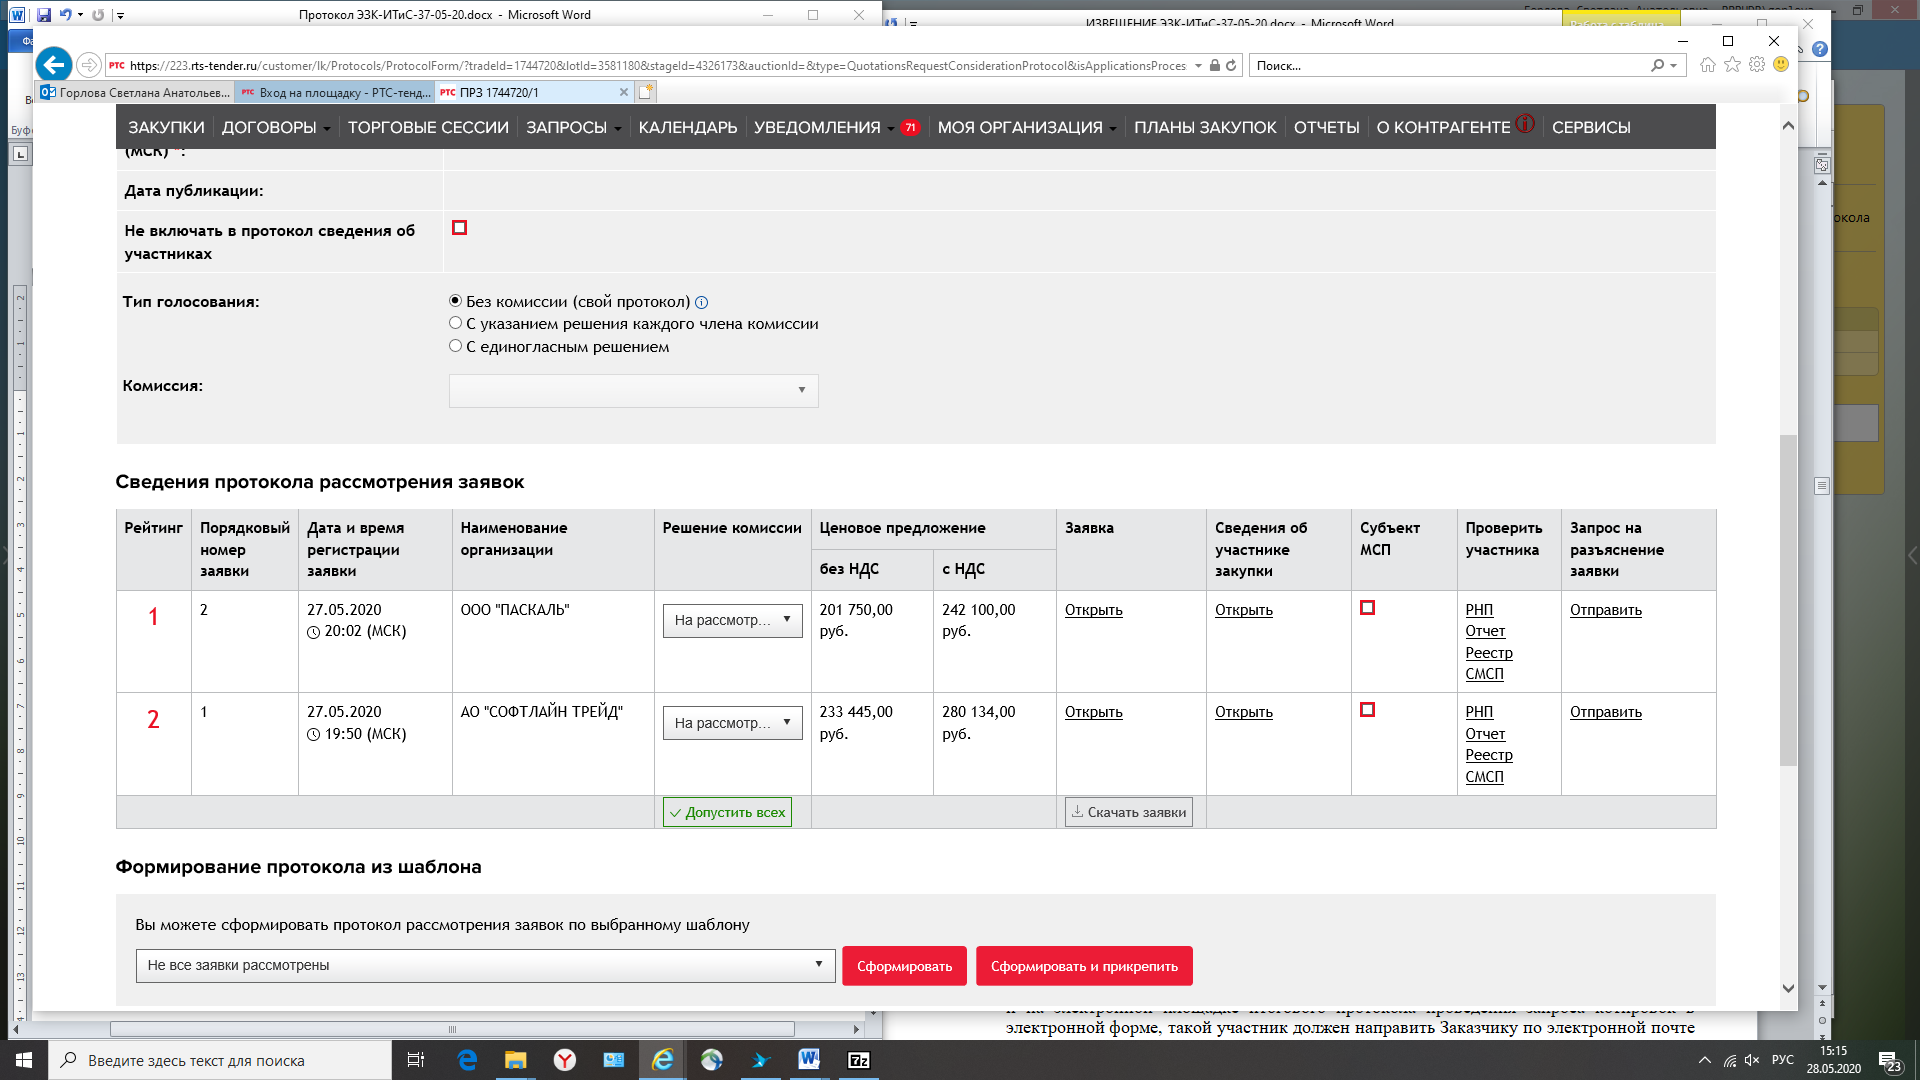 Протокол ЭЗК-ИТиС-37-05-20.docx - Microsoft Word
ИЗВЕЩЕНИЕ ЭЗК-ИТиС-37-05-20.docx - Microsoft Word
https://223.rts-tender.ru/customer/lk/Protocols/ProtocolForm/?tradeId=1744720&lotId=3581180&stageId=4326173&auctionId=&type=QuotationsRequestConsiderationProtocol&isApplicationsProces
Поиск...
Горлова Светлана Анатольев...
РТС Вход на площадку - РТС-тенд...
РТС ПРЗ 1744720/1
ЗАКУПКИ ДОГОВОРЫ ТОРГОВЫЕ СЕССИИ ЗАПРОСЫ КАЛЕНДАРЬ УВЕДОМЛЕНИЯ 71 МОЯ ОРГАНИЗАЦИЯ ПЛАНЫ ЗАКУПОК ОТЧЕТЫ О КОНТРАГЕНТЕ СЕРВИСЫ
(МСК) *:
Дата публикации:
Не включать в протокол сведения об
участниках
Тип голосования:
Без комиссии (свой протокол)
С указанием решения каждого члена комиссии
С единогласным решением
Комиссия:
Сведения протокола рассмотрения заявок
Рейтинг
Порядковый
номер
заявки
Дата и время
регистрации
заявки
Наименование
организации
Решение комиссии
Ценовое предложение
без НДС
с НДС
Заявка
Сведения об
участнике
закупки
Субъект
МСП
Проверить
участника
Запрос на
разъяснение
заявки
1
2
27.05.2020
20:02 (МСК)
ООО "ПАСКАЛЬ"
На рассмотр...
201 750,00
руб.
242 100,00
руб.
Открыть
Открыть
РНП
Отчет
Реестр
СМСП
Отправить
2
1
27.05.2020
19:50 (МСК)
АО "СОФТЛАЙН ТРЕЙД"
На рассмотр...
233 445,00
руб.
280 134,00
руб.
Открыть
Открыть
РНП
Отчет
Реестр
СМСП
Отправить
Допустить всех
Скачать заявки
Формирование протокола из шаблона
Вы можете сформировать протокол рассмотрения заявок по выбранному шаблону
Не все заявки рассмотрены
Сформировать
Сформировать и прикрепить
электронной форме, такой участник должен направить Заказчику по электронной почте
Введите здесь текст для поиска
РУС
15:15
28.05.2020
23